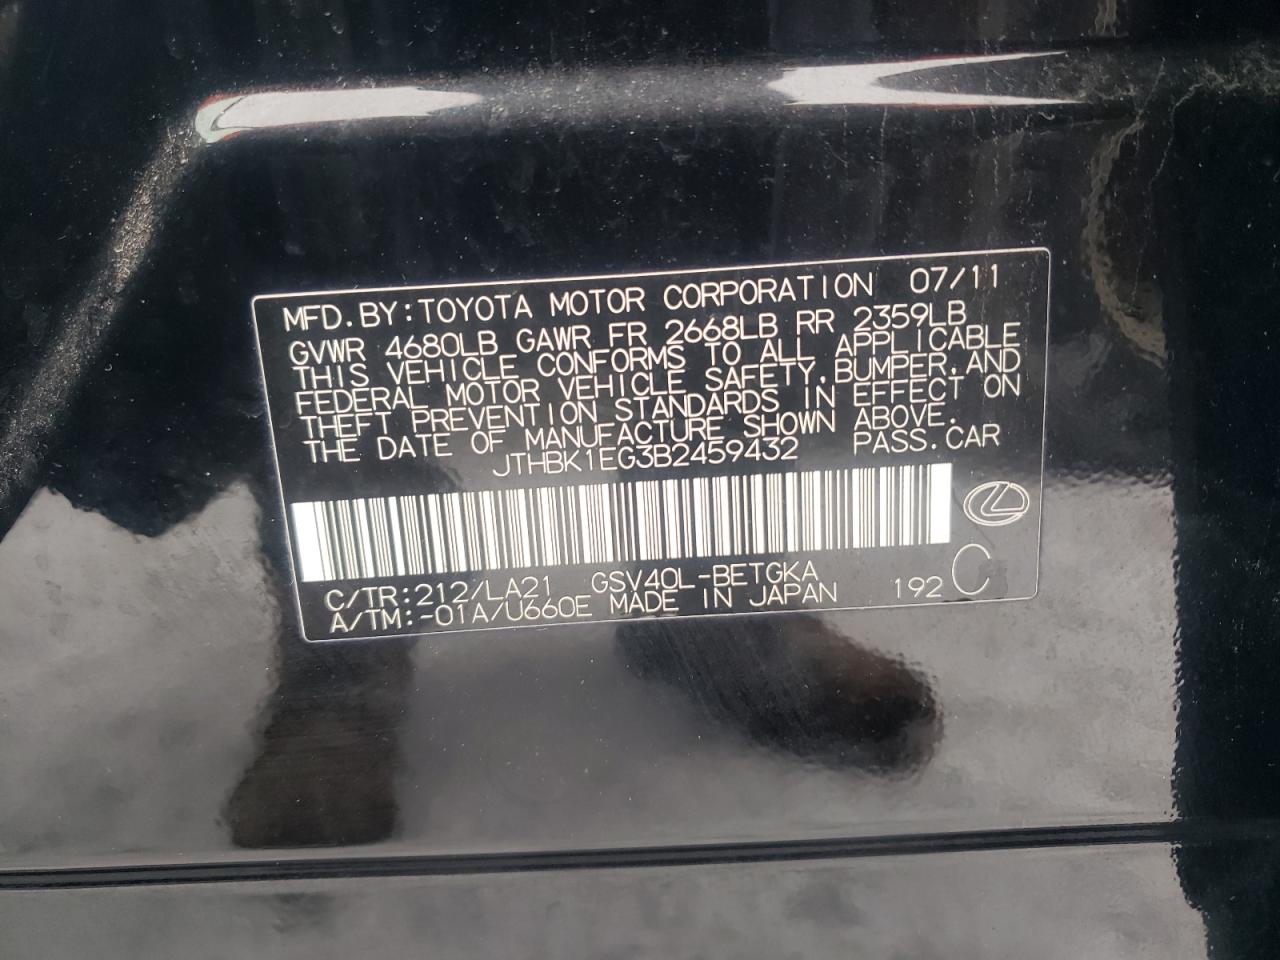 MFD.BY:TOYOTA MOTOR CORPORATION 07/11
GVWR 4680LB GAWR FR 2668LB RR 2359LB
THIS VEHICLE CONFORMS TO ALL APPLICABLE
FEDERAL MOTOR VEHICLE SAFETY,BUMPER,AND
THEFT PREVENTION STANDARDS IN EFFECT ON
THE DATE OF MANUFACTURE SHOWN ABOVE.
JTHBK1EG3B2459432 PASS.CAR
C/TR:212/LA21 GSV40L-BETGKA
A/TM:-01A/U660E MADE IN JAPAN 192 C